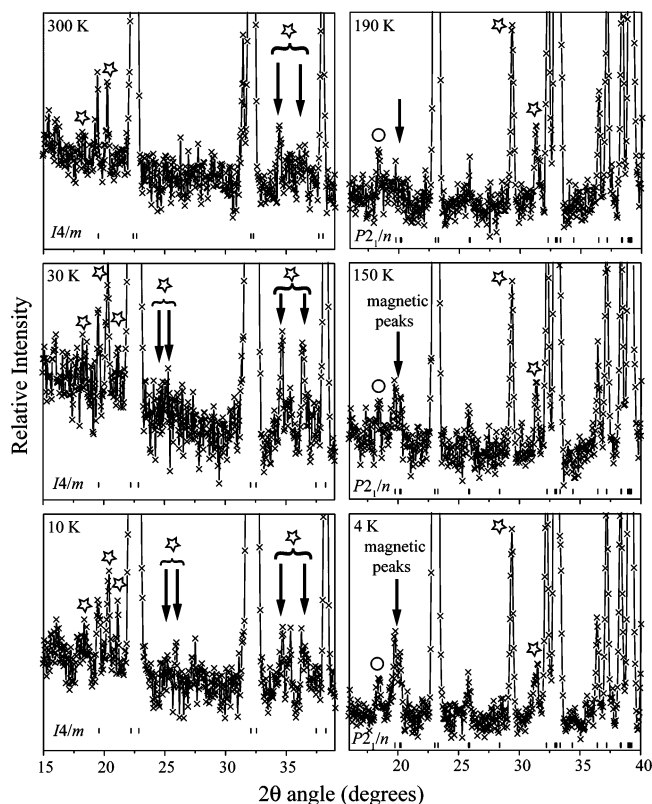 300 K
I4/m
190 K
P2₁/n
30 K
I4/m
150 K
magnetic
peaks
P2₁/n
10 K
I4/m
4 K
magnetic
peaks
P2₁/n
15 20 25 30 35
20 25 30 35 40
Relative Intensity
2θ angle (degrees)